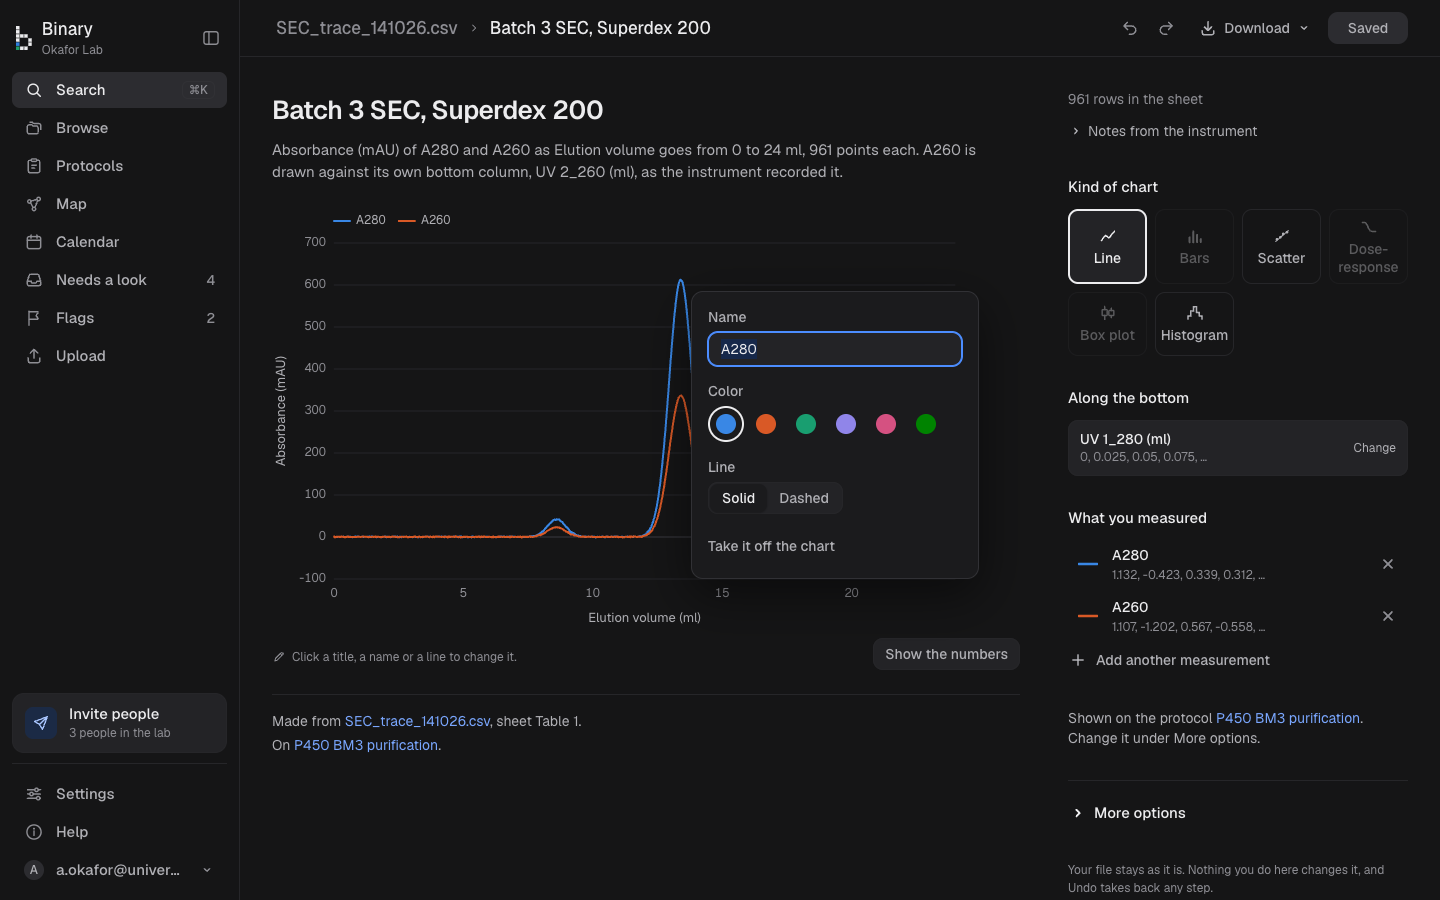 Binary
Okafor Lab
Search ⌘K
Browse
Protocols
Map
Calendar
Needs a look 4
Flags 2
Upload
Invite people
3 people in the lab
Settings
Help
A a.okafor@univer...
SEC_trace_141026.csv › Batch 3 SEC, Superdex 200
Download
Saved
Batch 3 SEC, Superdex 200
Absorbance (mAU) of A280 and A260 as Elution volume goes from 0 to 24 ml, 961 points each. A260 is
drawn against its own bottom column, UV 2_260 (ml), as the instrument recorded it.
A280 A260
700
600
500
400
300
200
100
0
-100
Absorbance (mAU)
0 5 10 15 20
Elution volume (ml)
Name
A280
Color
Line
Solid Dashed
Take it off the chart
Click a title, a name or a line to change it.
Show the numbers
Made from SEC_trace_141026.csv, sheet Table 1.
On P450 BM3 purification.
961 rows in the sheet
Notes from the instrument
Kind of chart
Line
Bars
Scatter
Dose-
response
Box plot
Histogram
Along the bottom
UV 1_280 (ml)
0, 0.025, 0.05, 0.075, ...
Change
What you measured
A280
1.132, -0.423, 0.339, 0.312, ...
A260
1.107, -1.202, 0.567, -0.558, ...
Add another measurement
Shown on the protocol P450 BM3 purification.
Change it under More options.
More options
Your file stays as it is. Nothing you do here changes it, and
Undo takes back any step.